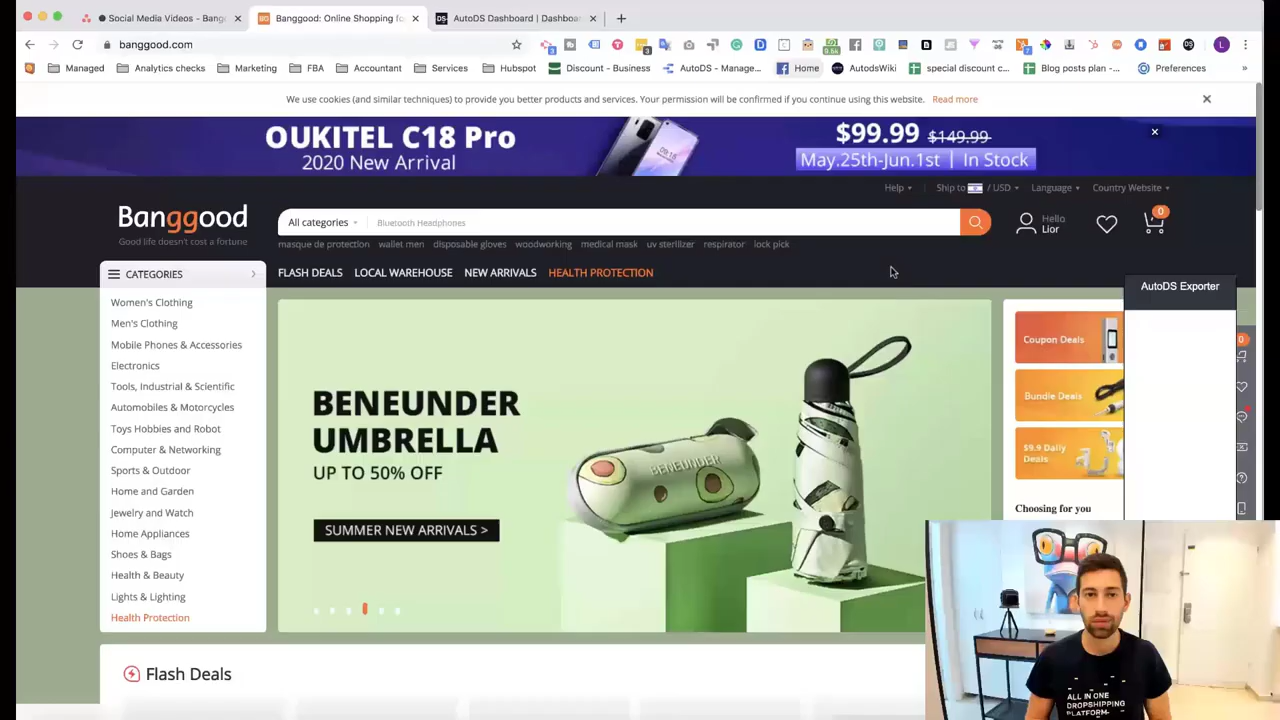 Social Media Videos - Bangg
Banggood: Online Shopping fo
AutoDS Dashboard | Dashboa
banggood.com
Managed
Analytics checks
Marketing
FBA
Accountant
Services
Hubspot
Discount - Business
AutoDS - Manage...
Home
AutodsWiki
special discount c...
Blog posts plan -...
Preferences
We use cookies (and similar techniques) to provide you better products and services. Your permission will be confirmed if you continue using this website. Read more
OUKITEL C18 Pro
2020 New Arrival
$99.99 $149.99
May.25th-Jun.1st | In Stock
Help
Ship to / USD
Language
Country Website
Banggood
Good life doesn't cost a fortune
All categories
Bluetooth Headphones
Hello
Lior
0
masque de protection wallet men disposable gloves woodworking medical mask uv sterilizer respirator lock pick
CATEGORIES
FLASH DEALS LOCAL WAREHOUSE NEW ARRIVALS HEALTH PROTECTION
AutoDS Exporter
Women's Clothing
Men's Clothing
Mobile Phones & Accessories
Electronics
Tools, Industrial & Scientific
Automobiles & Motorcycles
Toys Hobbies and Robot
Computer & Networking
Sports & Outdoor
Home and Garden
Jewelry and Watch
Home Appliances
Shoes & Bags
Health & Beauty
Lights & Lighting
Health Protection
BENEUNDER
UMBRELLA
UP TO 50% OFF
SUMMER NEW ARRIVALS >
BENEUNDER
Coupon Deals
Bundle Deals
$9.9 Daily
Deals
Choosing for you
0
Flash Deals
ALL IN ONE
DROPSHIPPING
PLATFORM